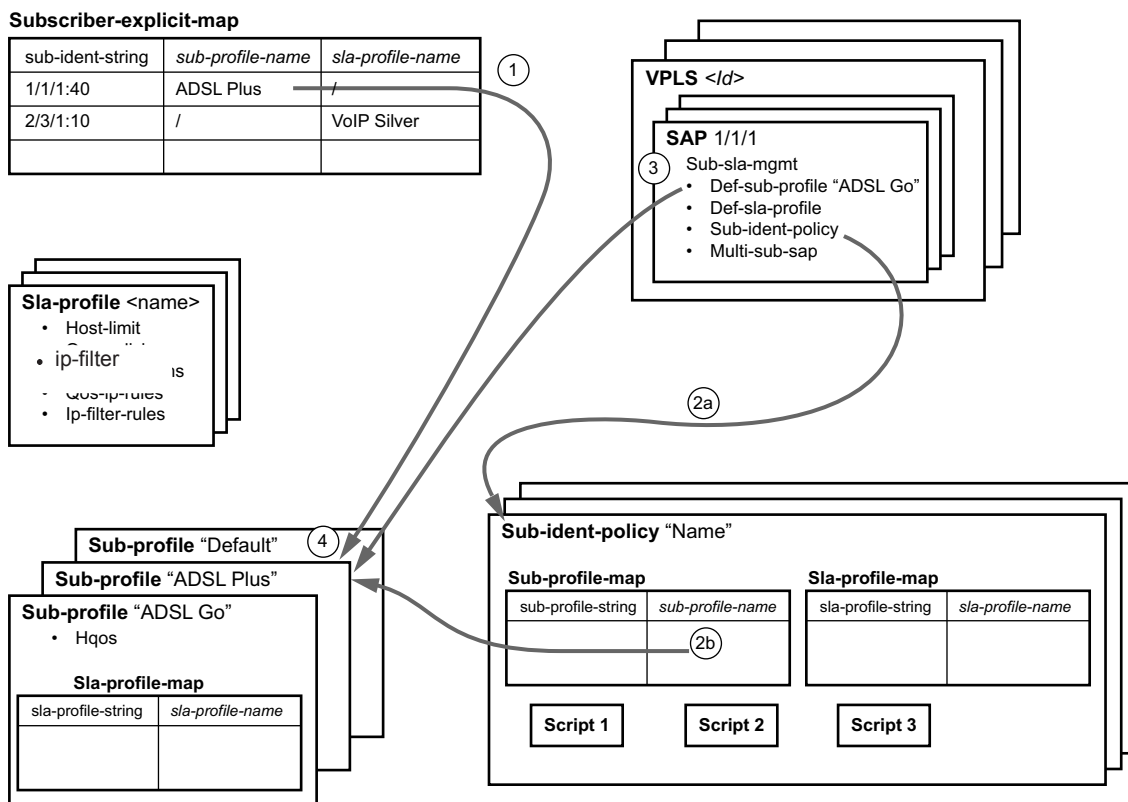 Subscriber-explicit-map
sub-ident-string sub-profile-name sla-profile-name
1/1/1:40 ADSL Plus /
2/3/1:10 / VoIP Silver
1
VPLS <Id>
SAP 1/1/1
3
Sub-sla-mgmt
• Def-sub-profile “ADSL Go”
• Def-sla-profile
• Sub-ident-policy
• Multi-sub-sap
Sla-profile <name>
• Host-limit
• ip-filter
• Qos-ip-rules
• Ip-filter-rules
2a
Sub-profile “Default”
4
Sub-profile “ADSL Plus”
Sub-profile “ADSL Go”
• Hqos
Sla-profile-map
sla-profile-string sla-profile-name
Sub-ident-policy “Name”
Sub-profile-map
sub-profile-string sub-profile-name
2b
Sla-profile-map
sla-profile-string sla-profile-name
Script 1
Script 2
Script 3